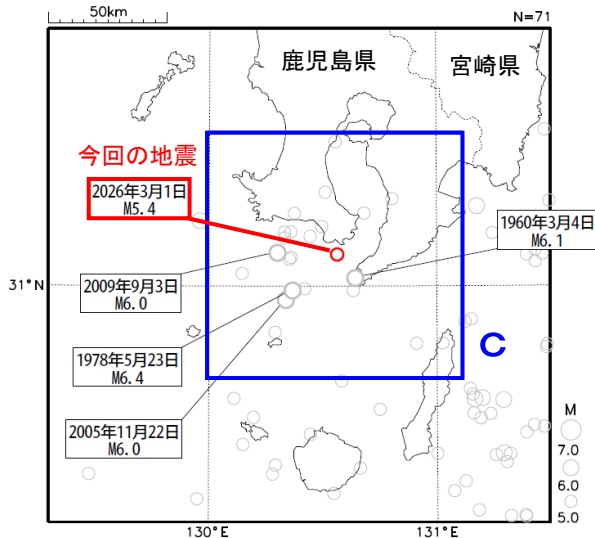 50km
N=71
鹿児島県
宮崎県
今回の地震
2026年3月1日
M5.4
1960年3月4日
M6.1
2009年9月3日
M6.0
31°N
1978年5月23日
M6.4
C
2005年11月22日
M6.0
M
7.0
6.0
5.0
130°E
131°E